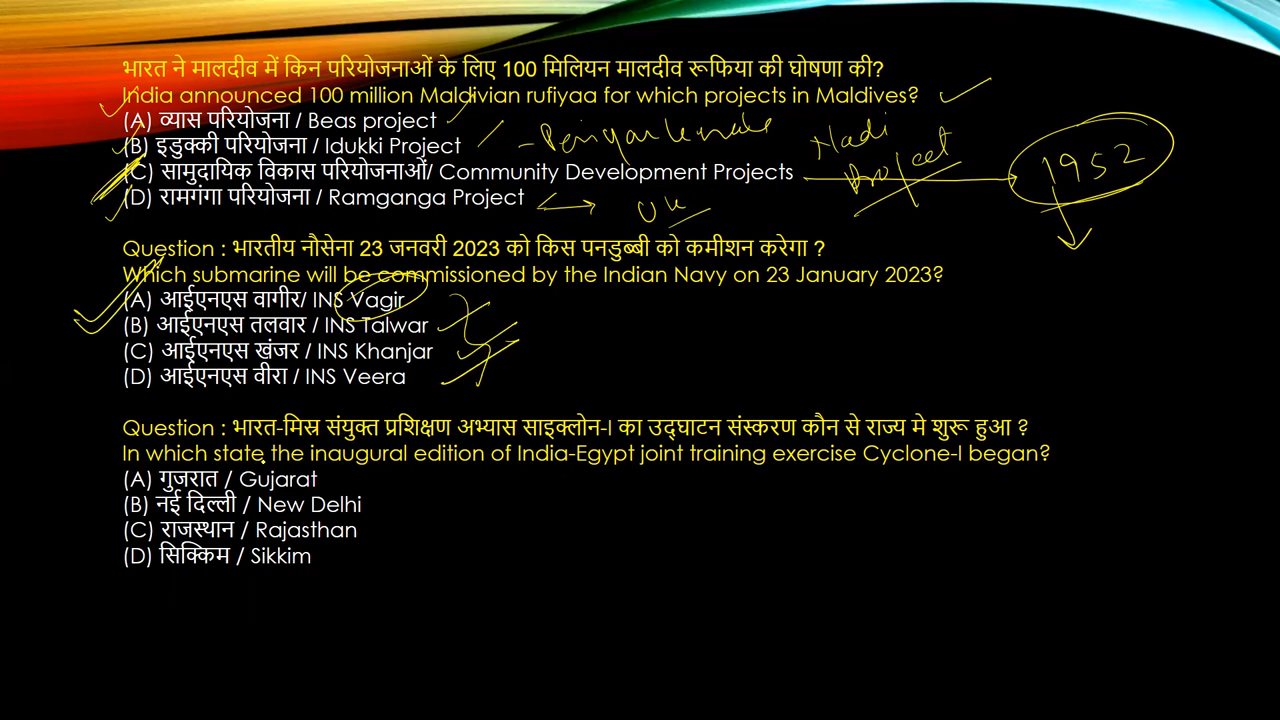 भारत ने मालदीव में किन परियोजनाओं के लिए 100 मिलियन मालदीव रूफिया की घोषणा की?
India announced 100 million Maldivian rufiyaa for which projects in Maldives?
(A) व्यास परियोजना / Beas project
(B) इडुक्की परियोजना / Idukki Project
(C) सामुदायिक विकास परियोजनाओं/ Community Development Projects
(D) रामगंगा परियोजना / Ramganga Project
Nadi
Project
1952
UK
Question : भारतीय नौसेना 23 जनवरी 2023 को किस पनडुब्बी को कमीशन करेगा ?
Which submarine will be commissioned by the Indian Navy on 23 January 2023?
(A) आईएनएस वागीर/ INS Vagir
(B) आईएनएस तलवार / INS Talwar
(C) आईएनएस खंजर / INS Khanjar
(D) आईएनएस वीरा / INS Veera
Question : भारत-मिस्र संयुक्त प्रशिक्षण अभ्यास साइक्लोन-I का उद्घाटन संस्करण कौन से राज्य मे शुरू हुआ ?
In which state the inaugural edition of India-Egypt joint training exercise Cyclone-I began?
(A) गुजरात / Gujarat
(B) नई दिल्ली / New Delhi
(C) राजस्थान / Rajasthan
(D) सिक्किम / Sikkim